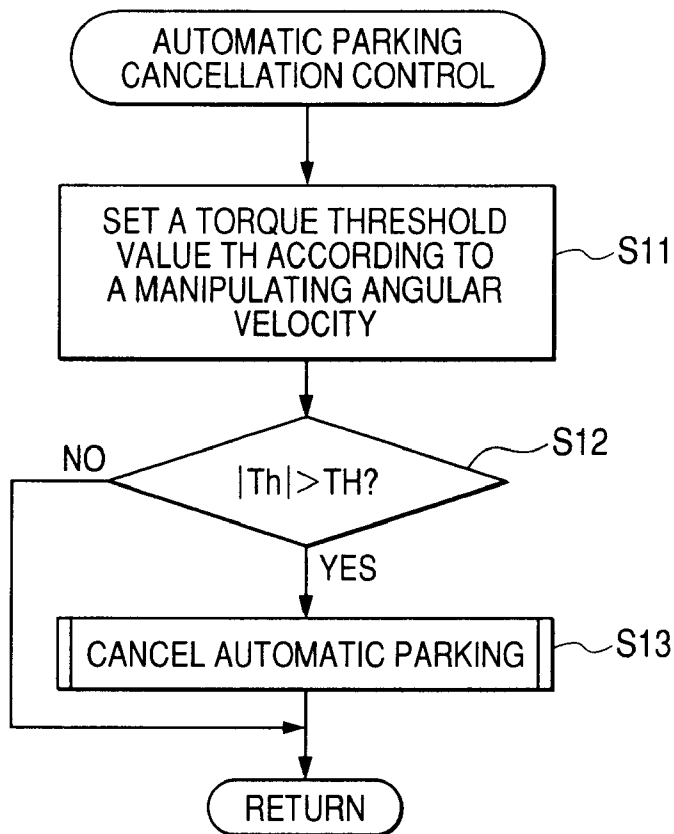 AUTOMATIC PARKING
CANCELLATION CONTROL
SET A TORQUE THRESHOLD
VALUE TH ACCORDING TO
A MANIPULATING ANGULAR
VELOCITY
S11
|Th|>TH?
S12
NO
YES
CANCEL AUTOMATIC PARKING
S13
RETURN